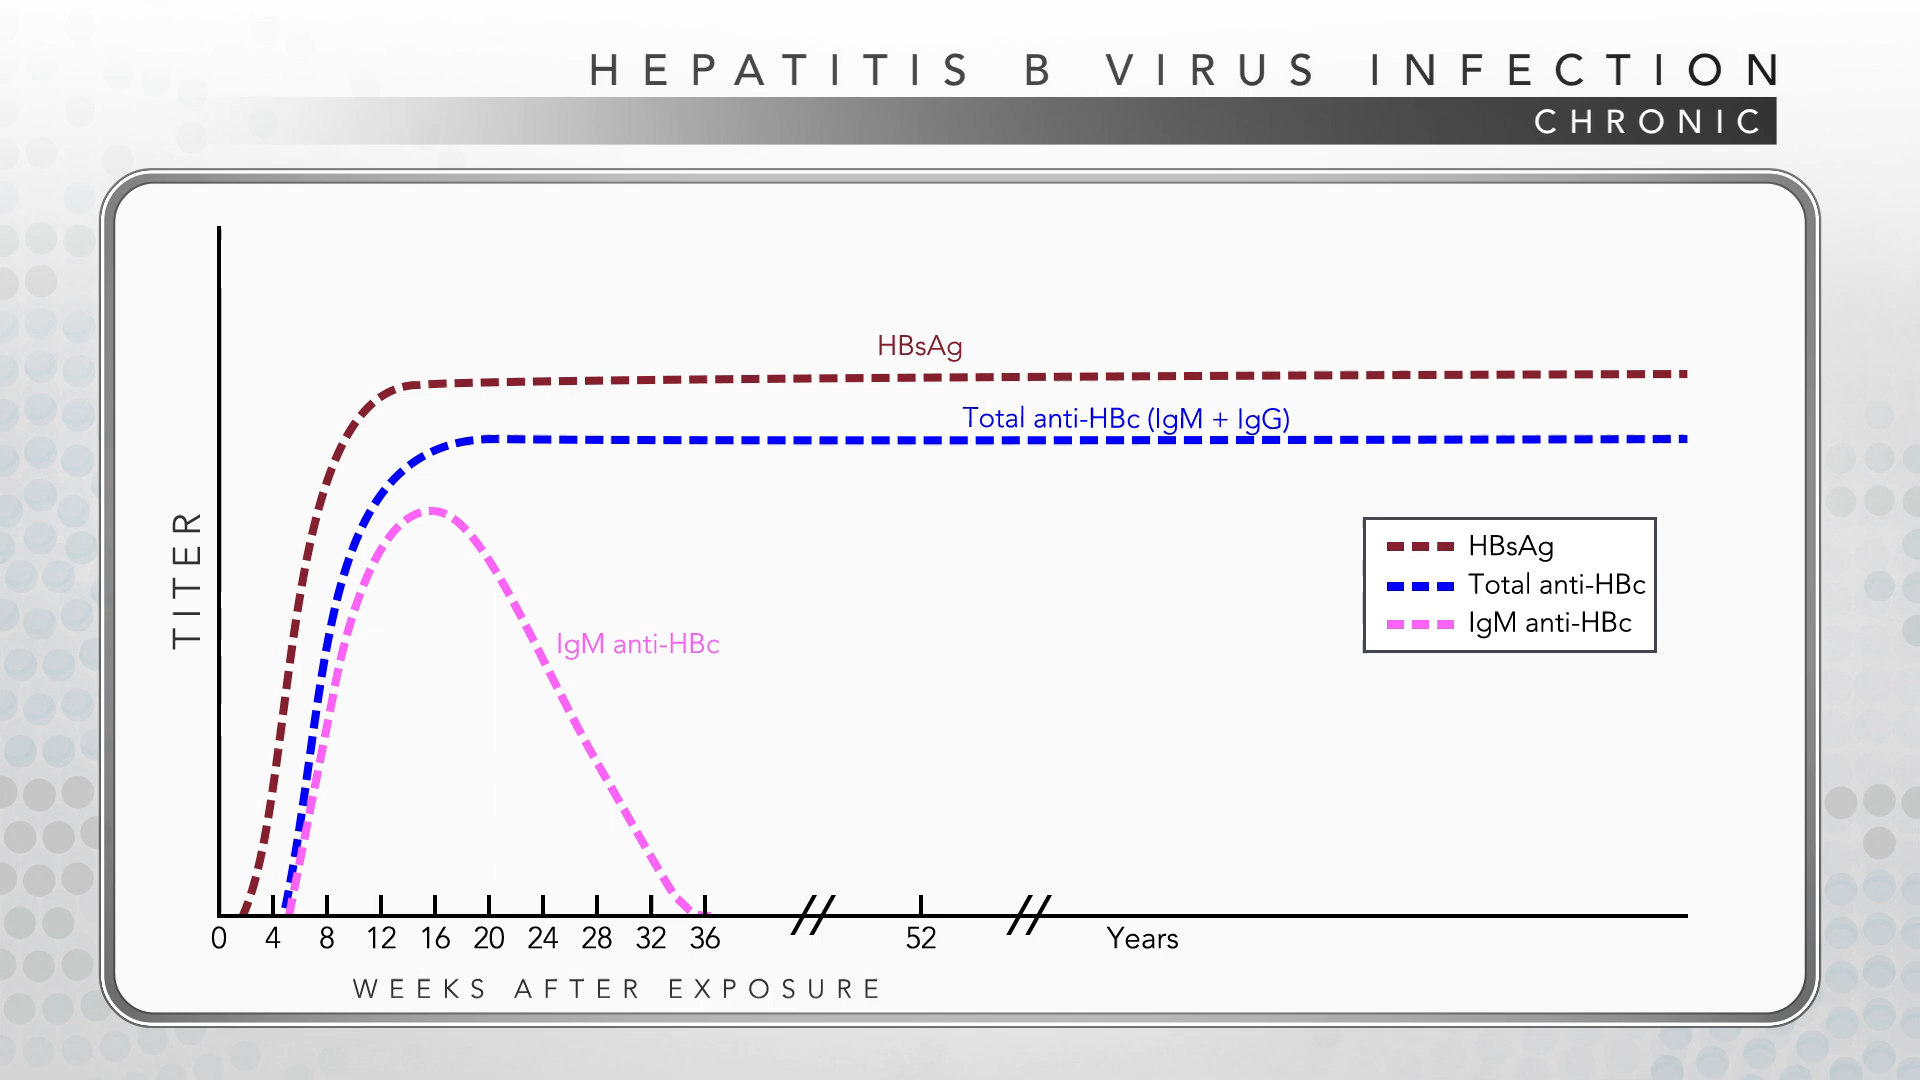 HEPATITIS B VIRUS INFECTION
CHRONIC
HBsAg
Total anti-HBc (IgM + IgG)
IgM anti-HBc
HBsAg
Total anti-HBc
IgM anti-HBc
TITER
0 4 8 12 16 20 24 28 32 36 52 Years
WEEKS AFTER EXPOSURE